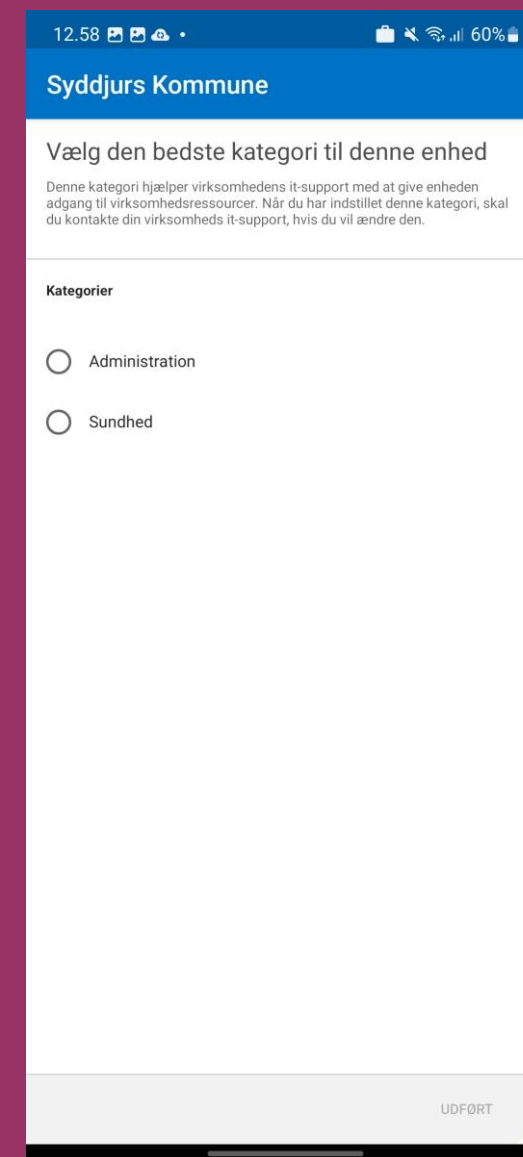 12.58 60%
Syddjurs Kommune
Vælg den bedste kategori til denne enhed
Denne kategori hjælper virksomhedens it-support med at give enheden
adgang til virksomhedsressourcer. Når du har indstillet denne kategori, skal
du kontakte din virksomheds it-support, hvis du vil ændre den.
Kategorier
Administration
Sundhed
UDFØRT